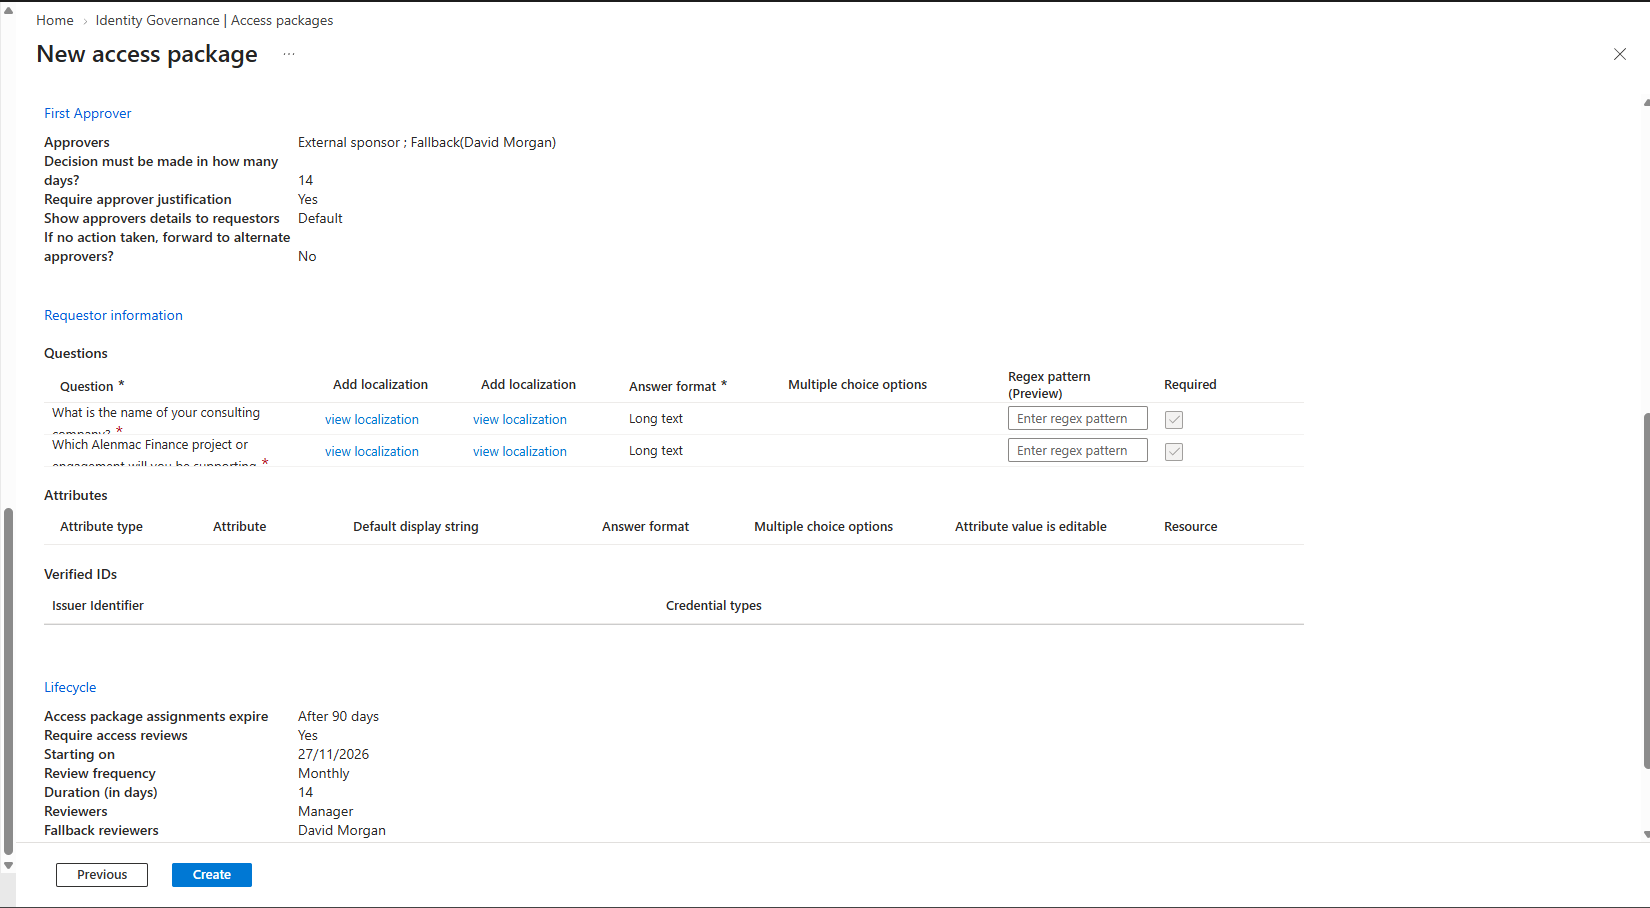 Home › Identity Governance | Access packages
New access package ...
First Approver
Approvers External sponsor ; Fallback(David Morgan)
Decision must be made in how many
days? 14
Require approver justification Yes
Show approvers details to requestors Default
If no action taken, forward to alternate
approvers? No
Requestor information
Questions
Question * Add localization Add localization Answer format * Multiple choice options Regex pattern (Preview) Required
What is the name of your consulting
company? * view localization view localization Long text Enter regex pattern
Which Alenmac Finance project or
engagement will you be supporting * view localization view localization Long text Enter regex pattern
Attributes
Attribute type Attribute Default display string Answer format Multiple choice options Attribute value is editable Resource
Verified IDs
Issuer Identifier Credential types
Lifecycle
Access package assignments expire After 90 days
Require access reviews Yes
Starting on 27/11/2026
Review frequency Monthly
Duration (in days) 14
Reviewers Manager
Fallback reviewers David Morgan
Previous Create